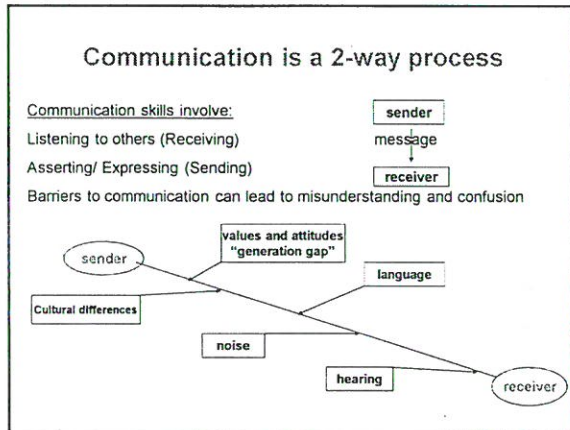 Communication is a 2-way process
Communication skills involve:
sender
Listening to others (Receiving)
message
Asserting/ Expressing (Sending)
receiver
Barriers to communication can lead to misunderstanding and confusion
values and attitudes
"generation gap"
sender
language
Cultural differences
noise
hearing
receiver